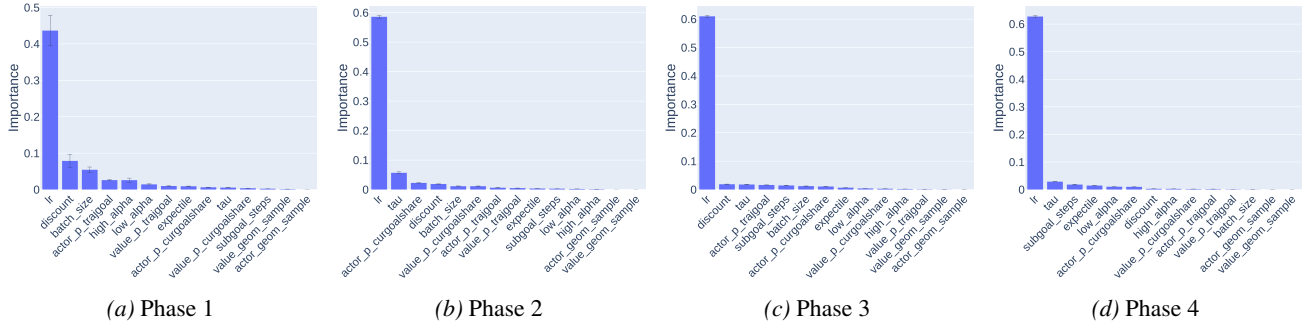 Importance
0.5
0.4
0.3
0.2
0.1
0
lr
discount
batch_size
actor_p_trajgoal
high_alpha
low_alpha
value_p_trajgoal
expectile
actor_p_curgoalshare
tau
value_p_curgoalshare
subgoal_steps
value_geom_sample
actor_geom_sample
(a) Phase 1
Importance
0.6
0.5
0.4
0.3
0.2
0.1
0
lr
tau
actor_p_curgoalshare
discount
batch_size
value_p_curgoalshare
actor_p_trajgoal
value_p_trajgoal
expectile
subgoal_steps
low_alpha
high_alpha
actor_geom_sample
value_geom_sample
(b) Phase 2
Importance
0.6
0.5
0.4
0.3
0.2
0.1
0
lr
discount
tau
actor_p_trajgoal
subgoal_steps
batch_size
actor_p_curgoalshare
expectile
low_alpha
value_p_curgoalshare
high_alpha
value_p_trajgoal
value_geom_sample
actor_geom_sample
(c) Phase 3
Importance
0.6
0.5
0.4
0.3
0.2
0.1
0
lr
tau
subgoal_steps
expectile
low_alpha
actor_p_curgoalshare
discount
high_alpha
value_p_curgoalshare
actor_p_trajgoal
value_p_trajgoal
batch_size
actor_geom_sample
value_geom_sample
(d) Phase 4